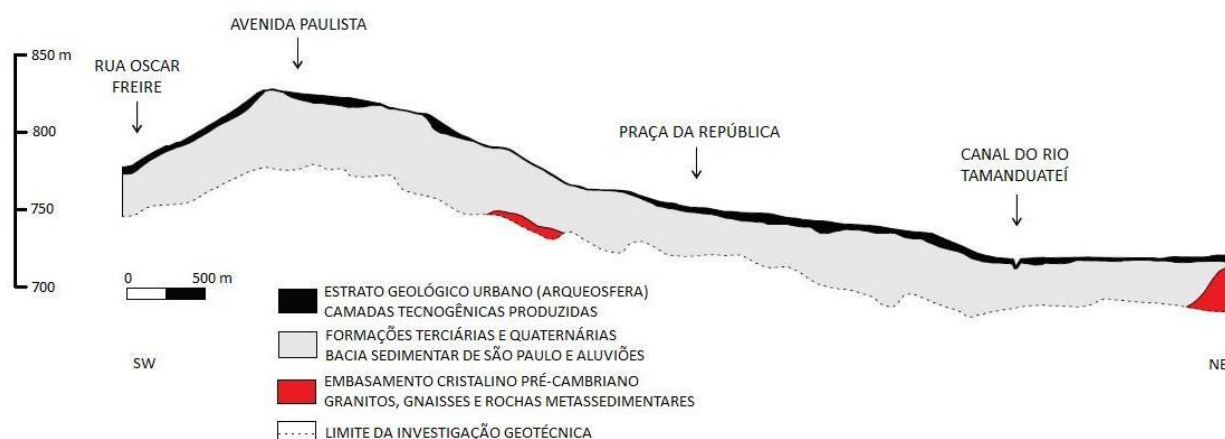 AVENIDA PAULISTA
850 m
RUA OSCAR
FREIRE
800
PRAÇA DA REPÚBLICA
CANAL DO RIO
TAMANDUATEÍ
750
700
0 500 m
ESTRATO GEOLÓGICO URBANO (ARQUEOSFERA)
CAMADAS TECNOGÊNICAS PRODUZIDAS
FORMAÇÕES TERCIÁRIAS E QUATERNÁRIAS
BACIA SEDIMENTAR DE SÃO PAULO E ALUVIÕES
SW
NE
EMBASAMENTO CRISTALINO PRÉ-CAMBRIANO
GRANITOS, GNAISSES E ROCHAS METASSEDIMENTARES
LIMITE DA INVESTIGAÇÃO GEOTÉCNICA